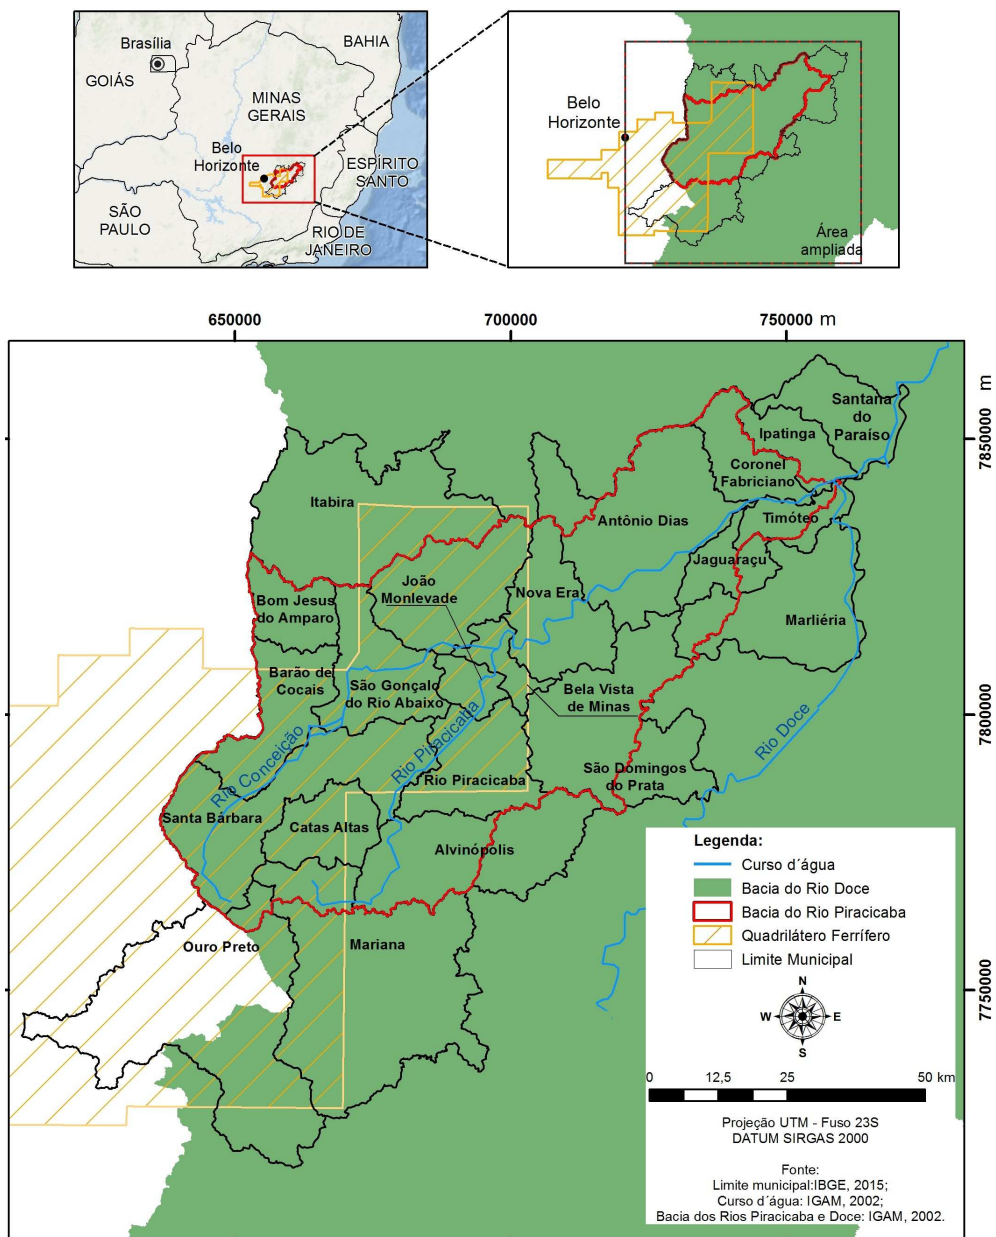 Brasília
BAHIA
GOIÁS
MINAS
GERAIS
Belo
Horizonte
ESPÍRITO
SANTO
SÃO
PAULO
RIO DE
JANEIRO
Belo
Horizonte
Área
ampliada
650000
700000
750000 m
m
7850000
7800000
7750000
Santana
do
Paraíso
Ipatinga
Coronel
Fabriciano
Itabira
Antônio Dias
Timóteo
Jaguaraçu
João
Monlevade
Nova Era
Bom Jesus
do Amparo
Marliéria
Barão de
Cocais
São Gonçalo
do Rio Abaixo
Bela Vista
de Minas
Rio Conceição
Rio Piracicaba
Rio Doce
Rio Piracicaba
São Domingos
do Prata
Santa Bárbara
Catas Altas
Alvinópolis
Ouro Preto
Mariana
Legenda:
Curso d´água
Bacia do Rio Doce
Bacia do Rio Piracicaba
Quadrilátero Ferrífero
Limite Municipal
N
W
E
S
0 12,5 25 50 km
Projeção UTM - Fuso 23S
DATUM SIRGAS 2000
Fonte:
Limite municipal:IBGE, 2015;
Curso d´água: IGAM, 2002;
Bacia dos Rios Piracicaba e Doce: IGAM, 2002.